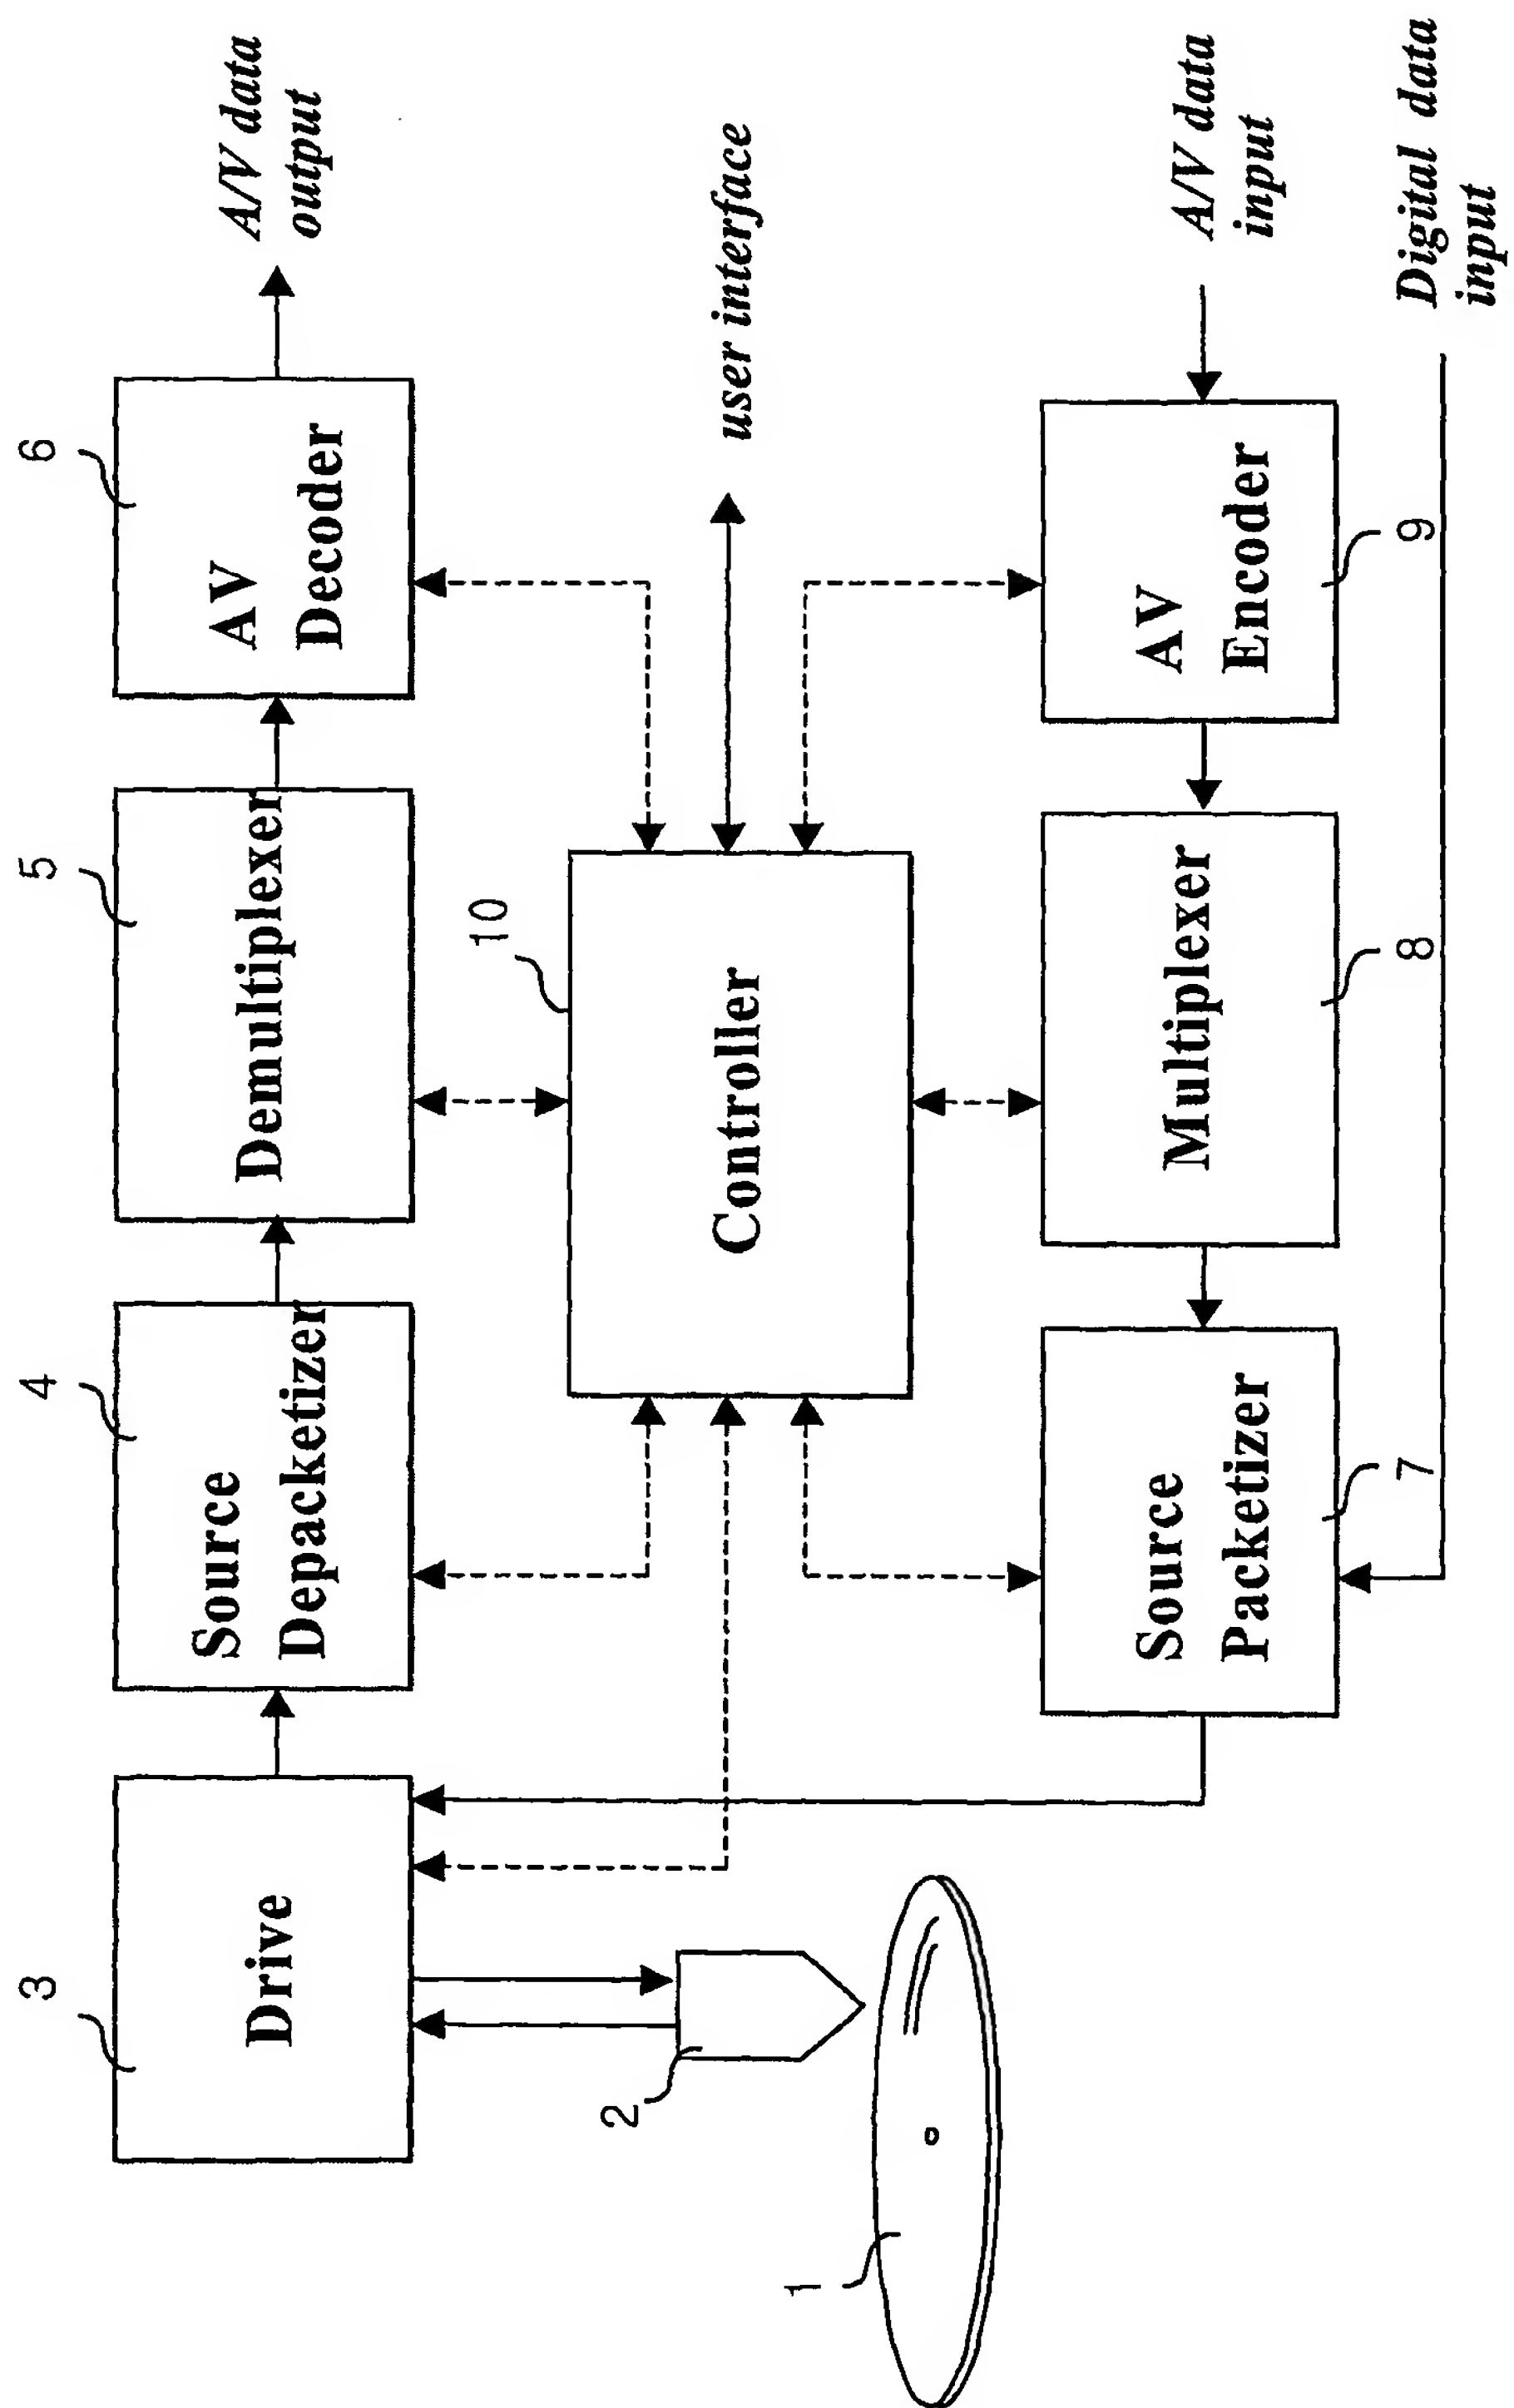 3
Drive
4
Source
Depacketizer
5
Demultiplexer
6
AV
Decoder
A/V data
output
10
Controller
user interface
2
1
Source
Packetizer
7
Multiplexer
8
AV
Encoder
9
A/V data
input
Digital data
input